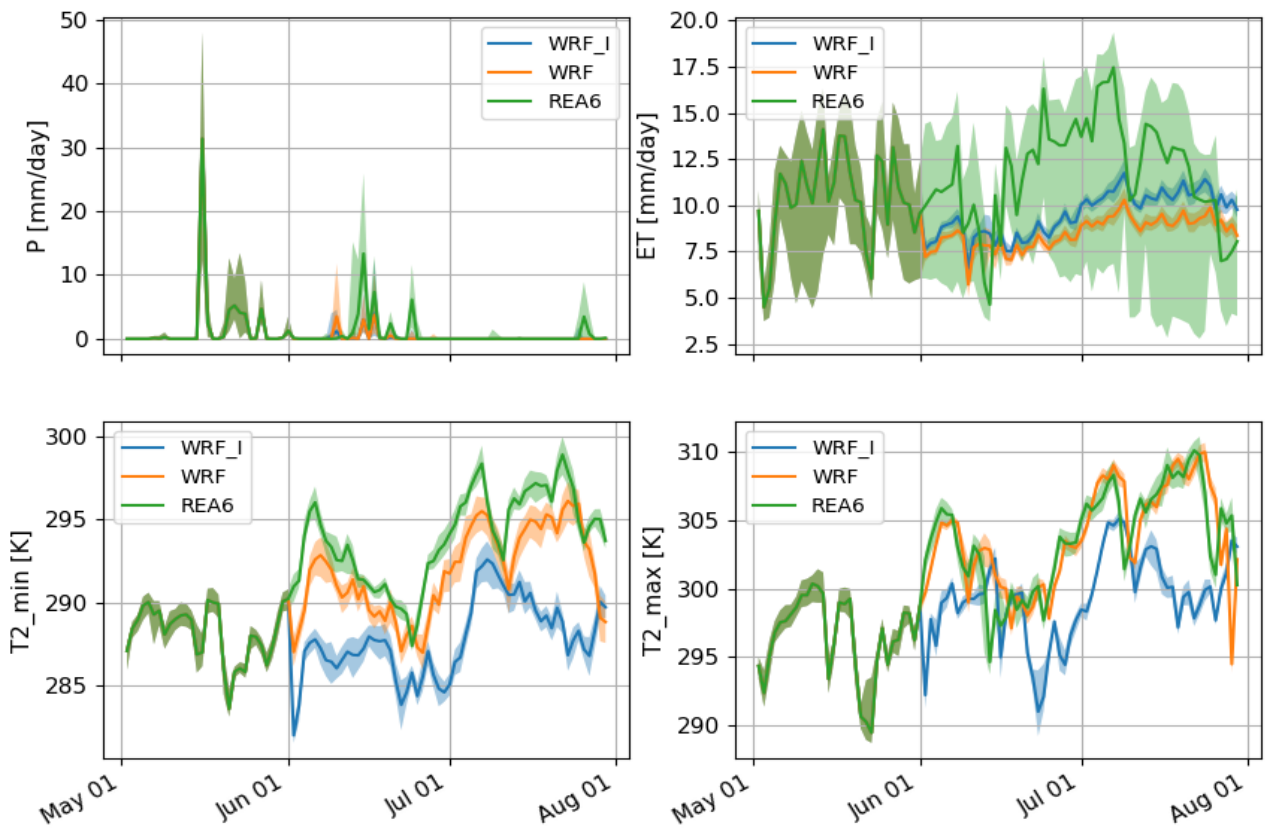 50
40
30
20
10
0
P [mm/day]
WRF_I
WRF
REA6
20.0
17.5
15.0
12.5
10.0
7.5
5.0
2.5
ET [mm/day]
WRF_I
WRF
REA6
300
295
290
285
T2_min [K]
WRF_I
WRF
REA6
May 01
Jun 01
Jul 01
Aug 01
310
305
300
295
290
T2_max [K]
WRF_I
WRF
REA6
May 01
Jun 01
Jul 01
Aug 01